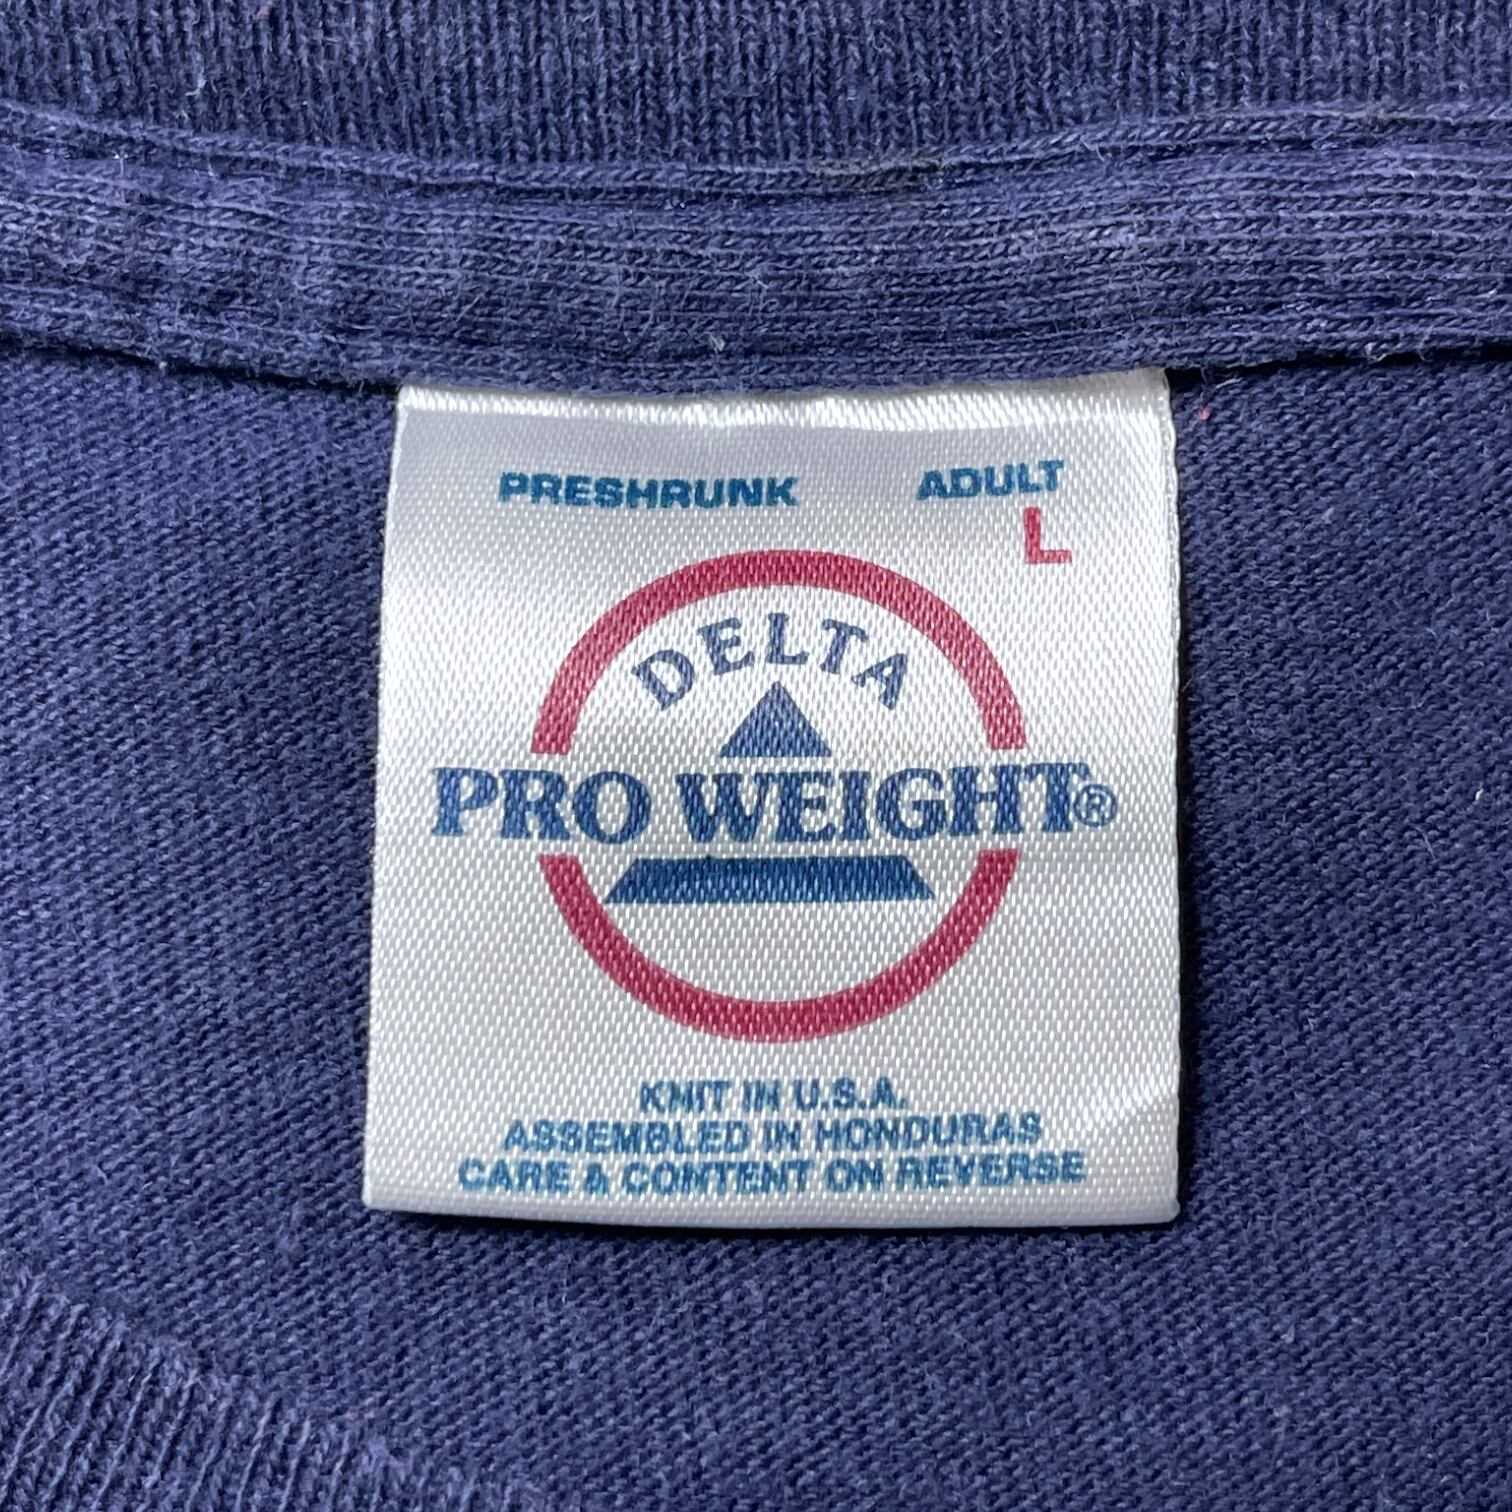 PRESHRUNK ADULT
L
DELTA
PRO WEIGHT®
KNIT IN U.S.A.
ASSEMBLED IN HONDURAS
CARE & CONTENT ON REVERSE